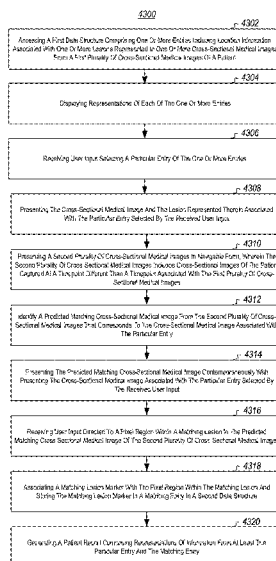 4300
4302
Accessing A First Data Structure Comprising One Or More Entries Including Location Information
Associated With One Or More Lesions Represented In One Or More Cross-Sectional Medical Images
From A First Plurality Of Cross-Sectional Medical Images Of A Patient
4304
Displaying Representations Of Each Of The One Or More Entries
4306
Receiving User Input Selecting A Particular Entry Of The One Or More Entries
4308
Presenting The Cross-Sectional Medical Image And The Lesion Represented Therein Associated
With The Particular Entry Selected By The Received User Input
4310
Presenting A Second Plurality Of Cross-Sectional Medical Images In Navigable Form, Wherein The
Second Plurality Of Cross-Sectional Medical Images Includes Cross-Sectional Images Of The Patient
Captured At A Timepoint Different Than A Timepoint Associated With The First Plurality Of Cross-
Sectional Medical Images
4312
Identify A Predicted Matching Cross-Sectional Medical Image From The Second Plurality Of Cross-
Sectional Medical Images That Corresponds To The Cross-Sectional Medical Image Associated With
The Particular Entry
4314
Presenting The Predicted Matching Cross-Sectional Medical Image Contemporaneously With
Presenting The Cross-Sectional Medical Image Associated With The Particular Entry Selected By
The Received User Input
4316
Receiving User Input Directed To A Pixel Region Within A Matching Lesion In The Predicted
Matching Cross-Sectional Medical Image Of The Second Plurality Of Cross-Sectional Medical Images
4318
Associating A Matching Lesion Marker With The Pixel Region Within The Matching Lesion And
Storing The Matching Lesion Marker In A Matching Entry In A Second Data Structure
4320
Generating A Patient Report Comprising Representations Of Information From At Least The
Particular Entry And The Matching Entry